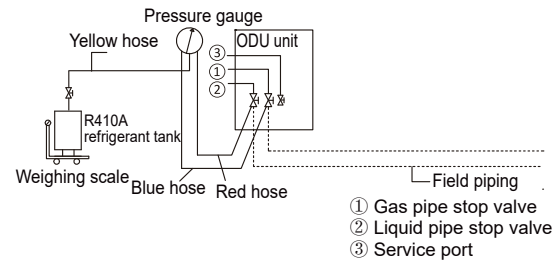 Pressure gauge
Yellow hose
ODU unit
③
①
②
R410A
refrigerant tank
Weighing scale
Blue hose
Red hose
Field piping
① Gas pipe stop valve
② Liquid pipe stop valve
③ Service port